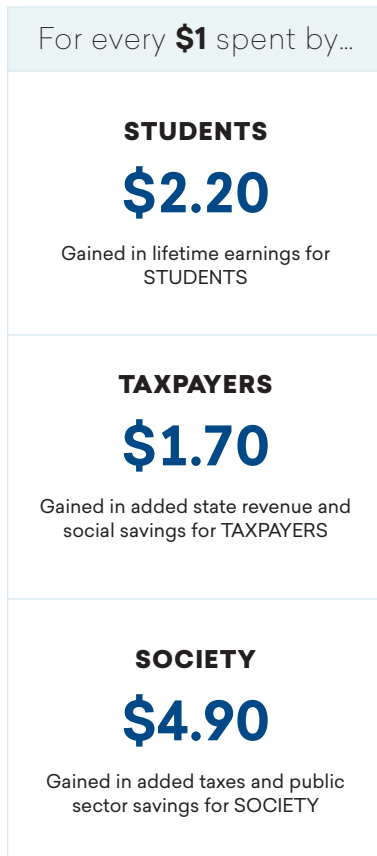 For every $1 spent by...
STUDENTS
$2.20
Gained in lifetime earnings for
STUDENTS
TAXPAYERS
$1.70
Gained in added state revenue and
social savings for TAXPAYERS
SOCIETY
$4.90
Gained in added taxes and public
sector savings for SOCIETY